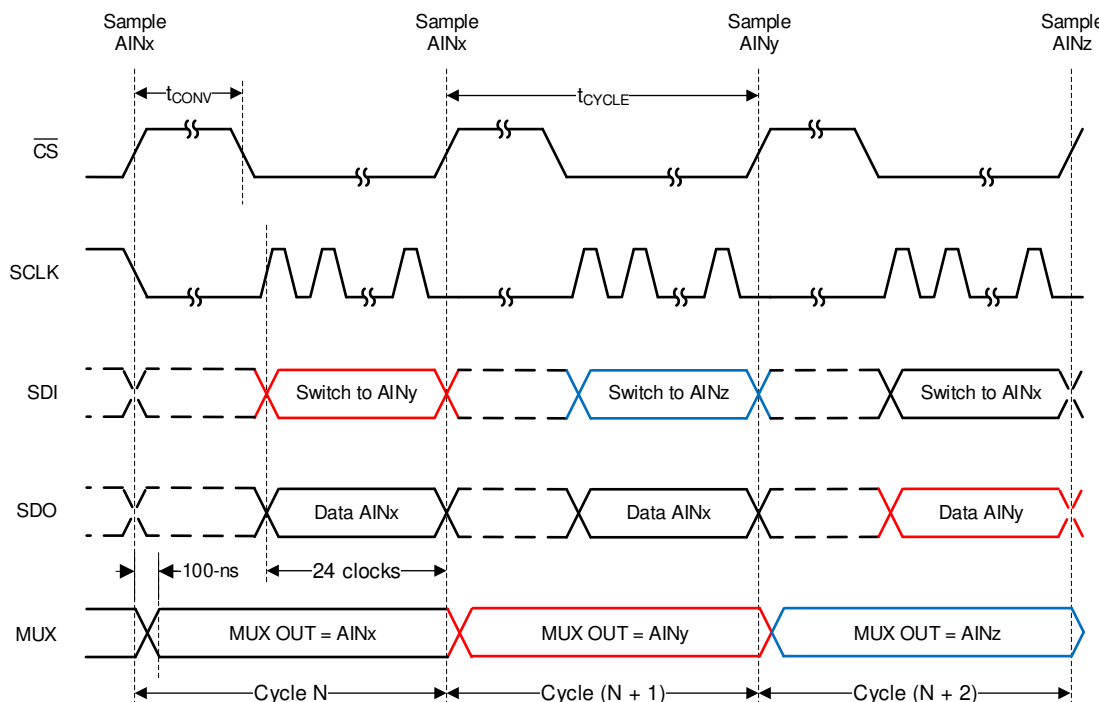 Sample
AINx
Sample
AINx
Sample
AINy
Sample
AINz
tCONV
tCYCLE
CS
SCLK
SDI
Switch to AINy
Switch to AINz
Switch to AINx
SDO
Data AINx
Data AINx
Data AINy
100-ns
24 clocks
MUX
MUX OUT = AINx
MUX OUT = AINy
MUX OUT = AINz
Cycle N
Cycle (N + 1)
Cycle (N + 2)